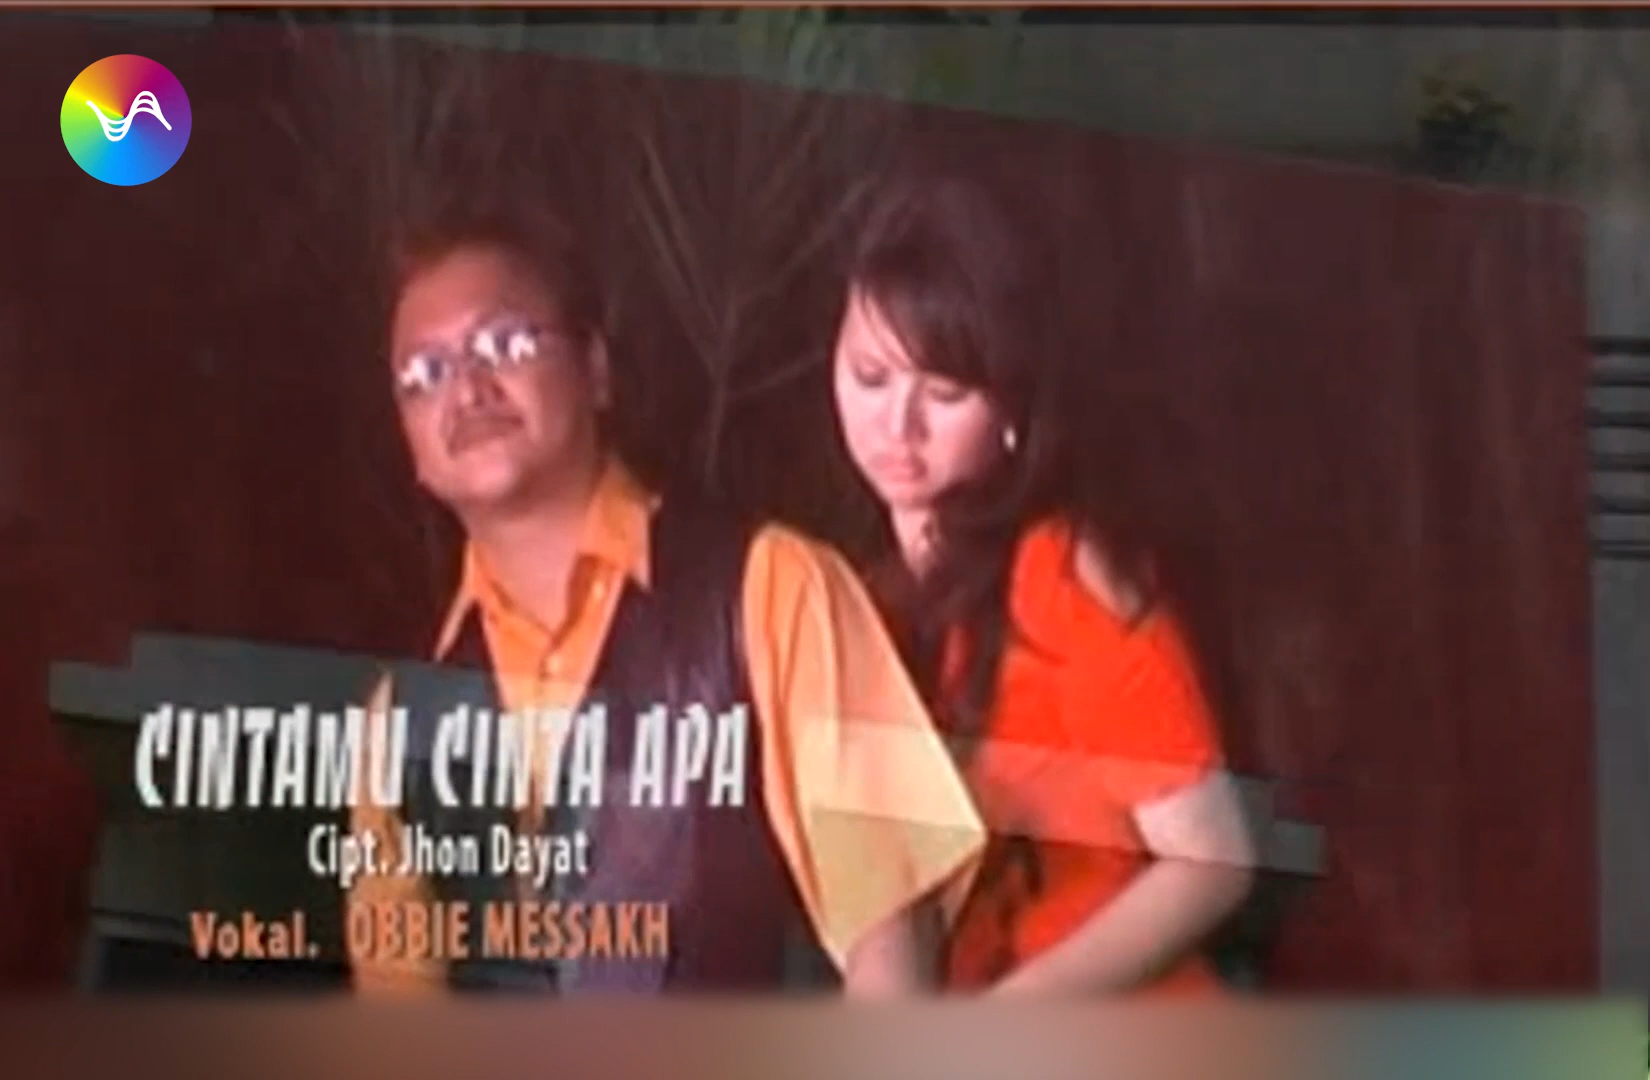 CINTAMU CINTA APA
Cipt. Jhon Dayat
Vokal. OBBIE MESSAKH